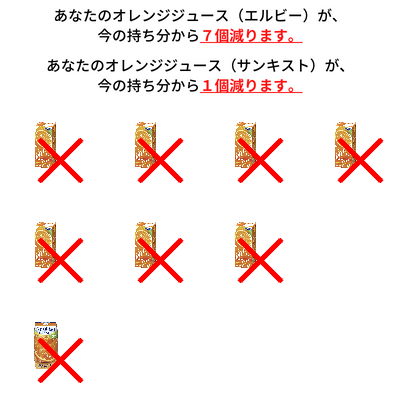 あなたのオレンジジュース（エルビー）が、
今の持ち分から７個減ります。
あなたのオレンジジュース（サンキスト）が、
今の持ち分から１個減ります。